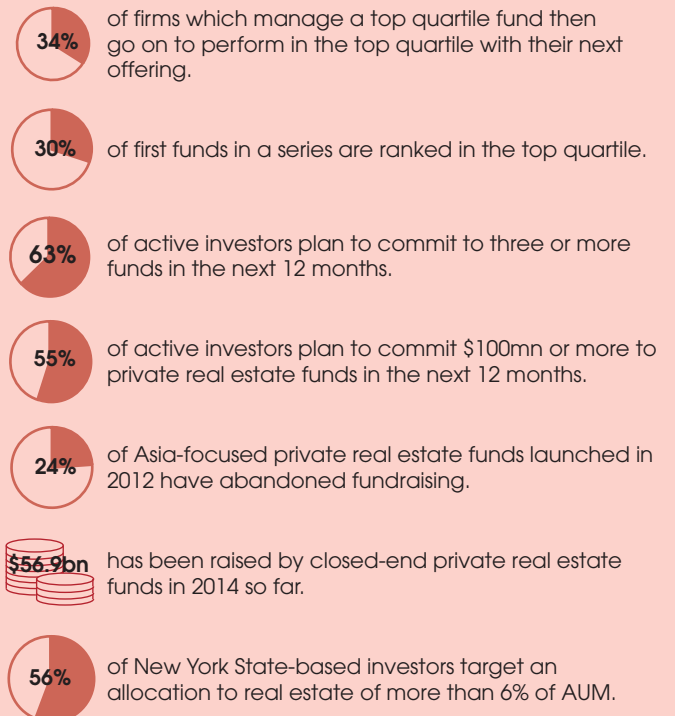 34%
of firms which manage a top quartile fund then
go on to perform in the top quartile with their next
offering.
30%
of first funds in a series are ranked in the top quartile.
63%
of active investors plan to commit to three or more
funds in the next 12 months.
55%
of active investors plan to commit $100mn or more to
private real estate funds in the next 12 months.
24%
of Asia-focused private real estate funds launched in
2012 have abandoned fundraising.
$56.9bn
has been raised by closed-end private real estate
funds in 2014 so far.
56%
of New York State-based investors target an
allocation to real estate of more than 6% of AUM.